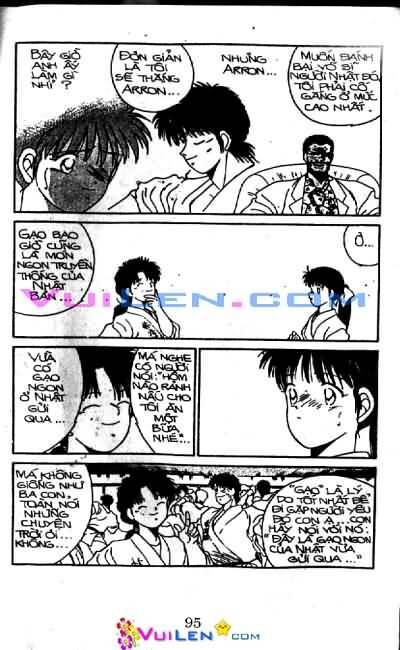 BÂY GIỜ
ANH ẤY
LÀM GÌ
NHỈ ?
ĐƠN GIẢN
LÀ TÔI
SẼ THẮNG
ARRON...
NHƯNG
ARRON...
MUỐN ĐÁNH
BẠI VÕ SĨ
NGƯỜI NHẬT ĐÓ,
TÔI PHẢI CỐ
GẮNG Ở MỨC
CAO NHẤT.
GẠO BAO
GIỜ CŨNG
LÀ MÓN
NGON TRUYỀN
THỐNG CỦA
NHẬT
BẢN...
Ở...
VUILEN.COM
VỪA
CÓ
GẠO
NGON
Ở NHẬT
GỬI
QUA...
MÁ NGHE
CÓ NGƯỜI
NÓI: "HÔM
NÀO RẢNH
NẤU CHO
TÔI ĂN
MỘT
BỮA
NHÉ"...
MÁ KHÔNG
GIỐNG NHƯ
BA CON,
TOÀN NÓI
NHỮNG
CHUYỆN
TRỜI ƠI...
KHÔNG...
"GẠO" LÀ LÝ
DO TỐT NHẤT ĐỂ
ĐI GẶP NGƯỜI YÊU
ĐÓ CON Ạ... CON
HÃY NÓI VỚI NÓ:
"ĐÂY LÀ GẠO NGON
CỦA NHẬT VỪA
GỬI QUA..."
95
VUILEN.COM